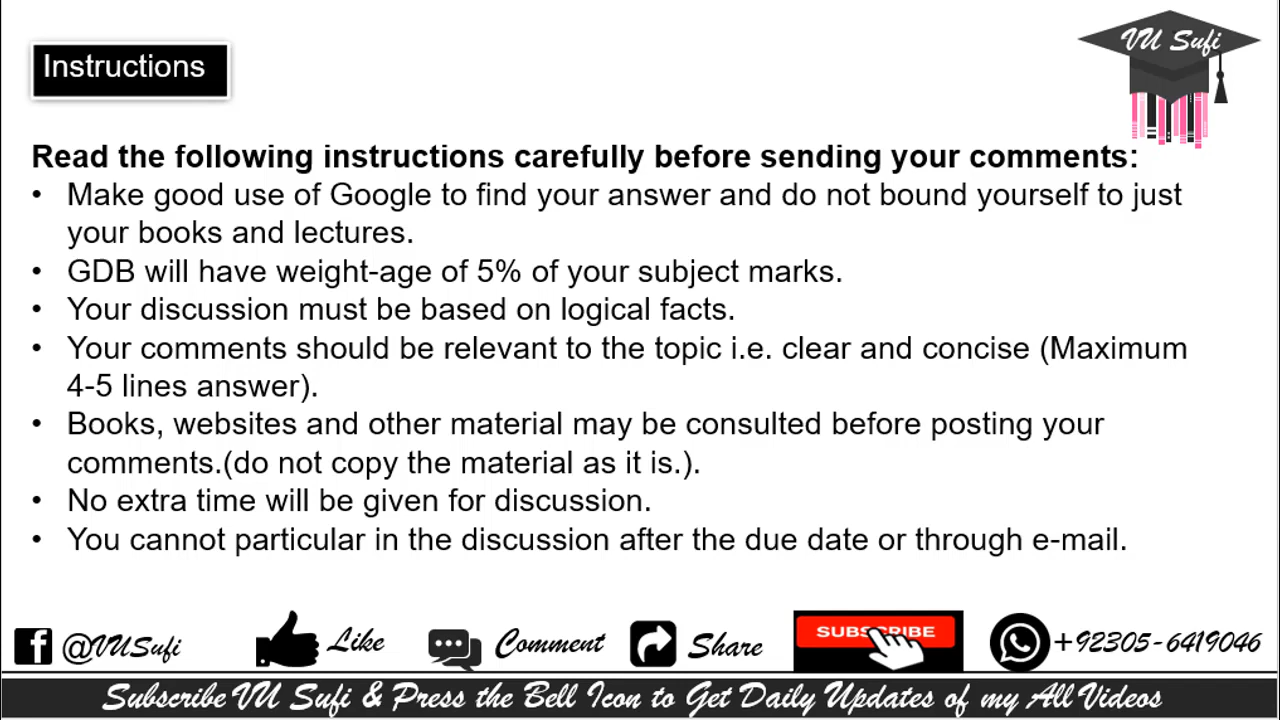 VU Sufi
Instructions
Read the following instructions carefully before sending your comments:
• Make good use of Google to find your answer and do not bound yourself to just
your books and lectures.
• GDB will have weight-age of 5% of your subject marks.
• Your discussion must be based on logical facts.
• Your comments should be relevant to the topic i.e. clear and concise (Maximum
4-5 lines answer).
• Books, websites and other material may be consulted before posting your
comments.(do not copy the material as it is.).
• No extra time will be given for discussion.
• You cannot particular in the discussion after the due date or through e-mail.
@VUSufi Like Comment Share SUBSCRIBE +92305-6419046
Subscribe VU Sufi & Press the Bell Icon to Get Daily Updates of my All Videos